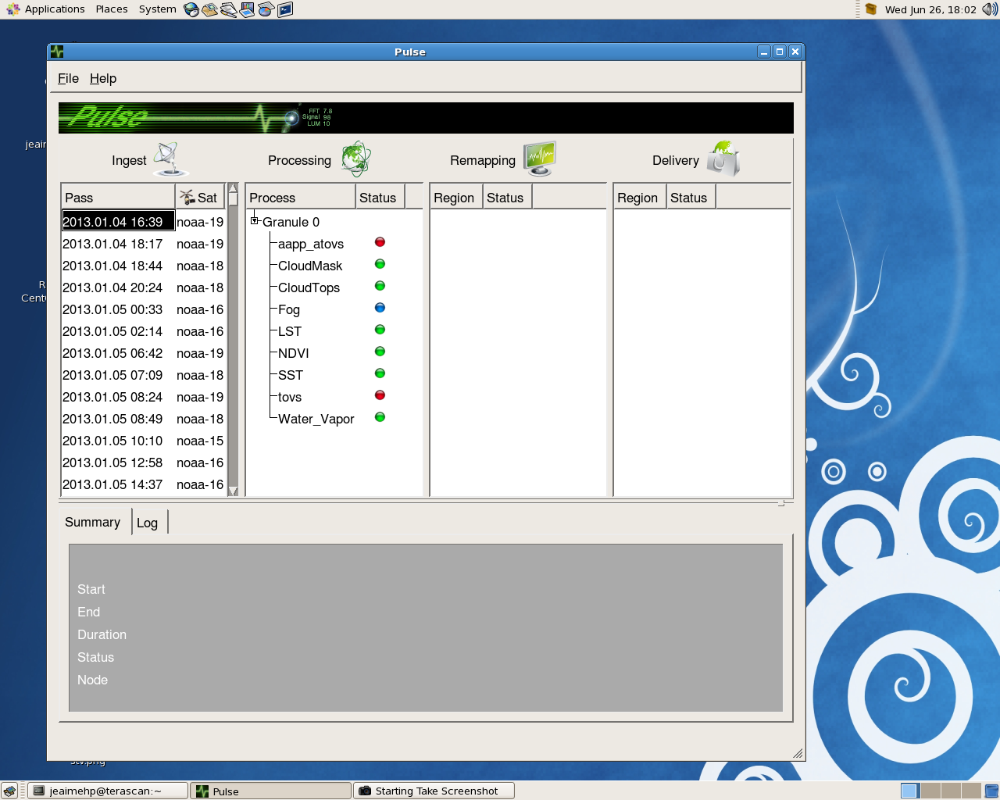 Applications Places System Wed Jun 26, 18:02
Pulse
File Help
Pulse
FFT 7.8
Signal 98
LUM 10
Ingest Processing Remapping Delivery
Pass Sat Process Status Region Status Region Status
2013.01.04 16:39 noaa-19 Granule 0
2013.01.04 18:17 noaa-19 aapp_atovs
2013.01.04 18:44 noaa-18 CloudMask
2013.01.04 20:24 noaa-18 CloudTops
2013.01.05 00:33 noaa-16 Fog
2013.01.05 02:14 noaa-16 LST
2013.01.05 06:42 noaa-19 NDVI
2013.01.05 07:09 noaa-18 SST
2013.01.05 08:24 noaa-19 tovs
2013.01.05 08:49 noaa-18 Water_Vapor
2013.01.05 10:10 noaa-15
2013.01.05 12:58 noaa-16
2013.01.05 14:37 noaa-16
jeain
R
Cent
Summary Log
Start
End
Duration
Status
Node
jeaimehp@terascan:~ Pulse Starting Take Screenshot